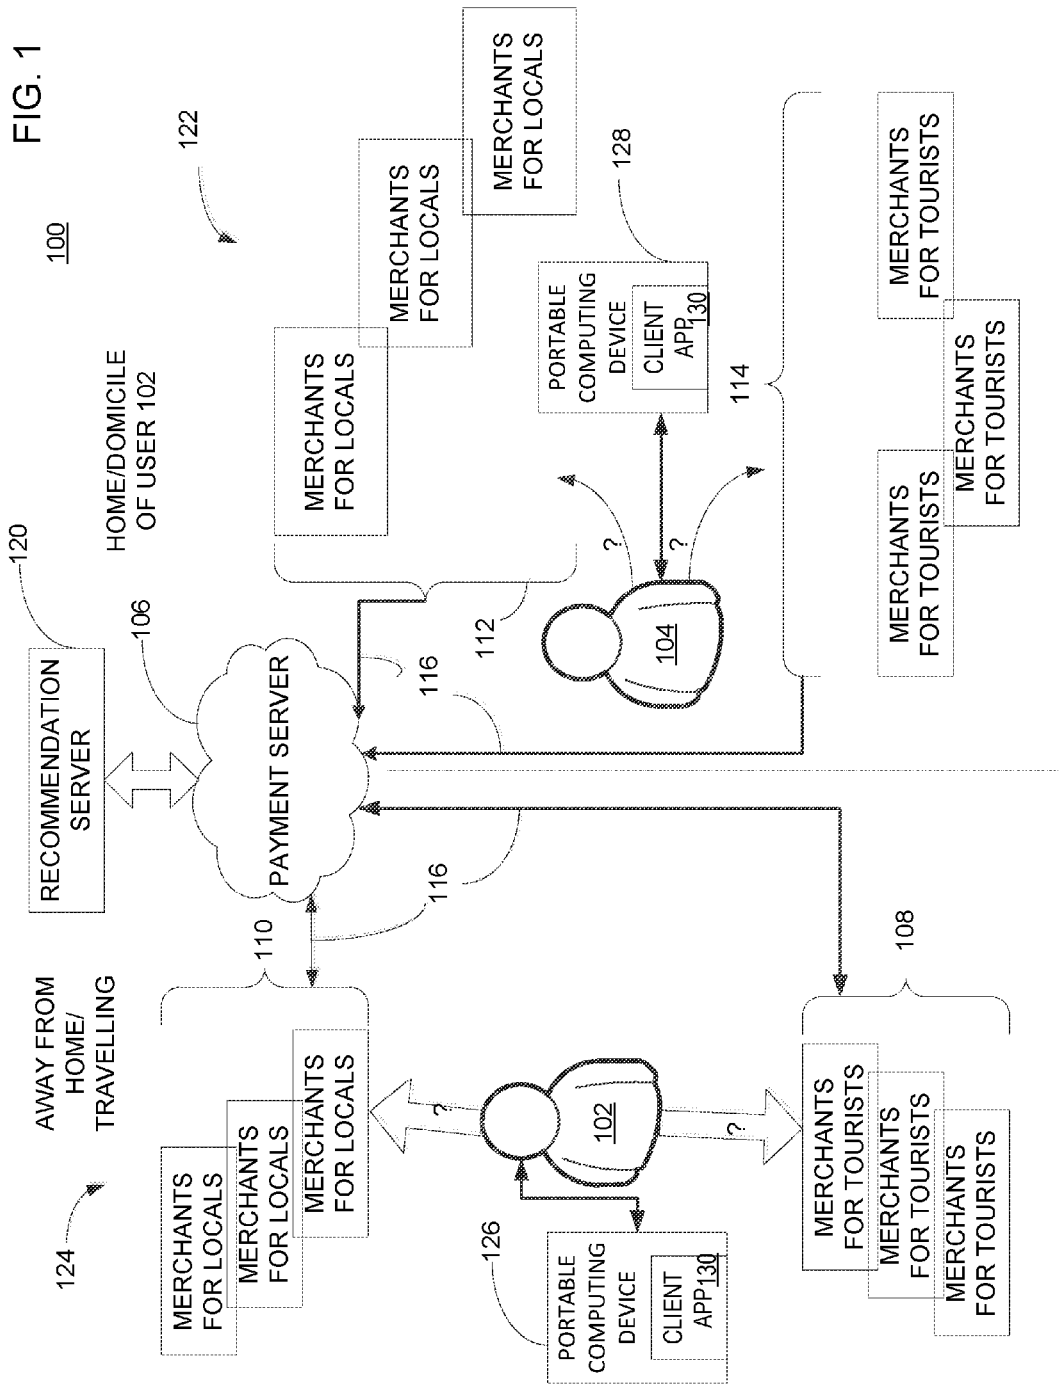 FIG. 1
100
120
RECOMMENDATION
SERVER
106
PAYMENT SERVER
AWAY FROM
HOME/
TRAVELLING
124
HOME/DOMICILE
OF USER 102
122
110
MERCHANTS
FOR LOCALS
MERCHANTS
FOR LOCALS
MERCHANTS
FOR LOCALS
116
116
112
MERCHANTS
FOR LOCALS
MERCHANTS
FOR LOCALS
MERCHANTS
FOR LOCALS
126
PORTABLE
COMPUTING
DEVICE
CLIENT
APP130
102
?
?
104
?
?
128
PORTABLE
COMPUTING
DEVICE
CLIENT
APP130
108
MERCHANTS
FOR TOURISTS
MERCHANTS
FOR TOURISTS
MERCHANTS
FOR TOURISTS
114
MERCHANTS
FOR TOURISTS
MERCHANTS
FOR TOURISTS
MERCHANTS
FOR TOURISTS